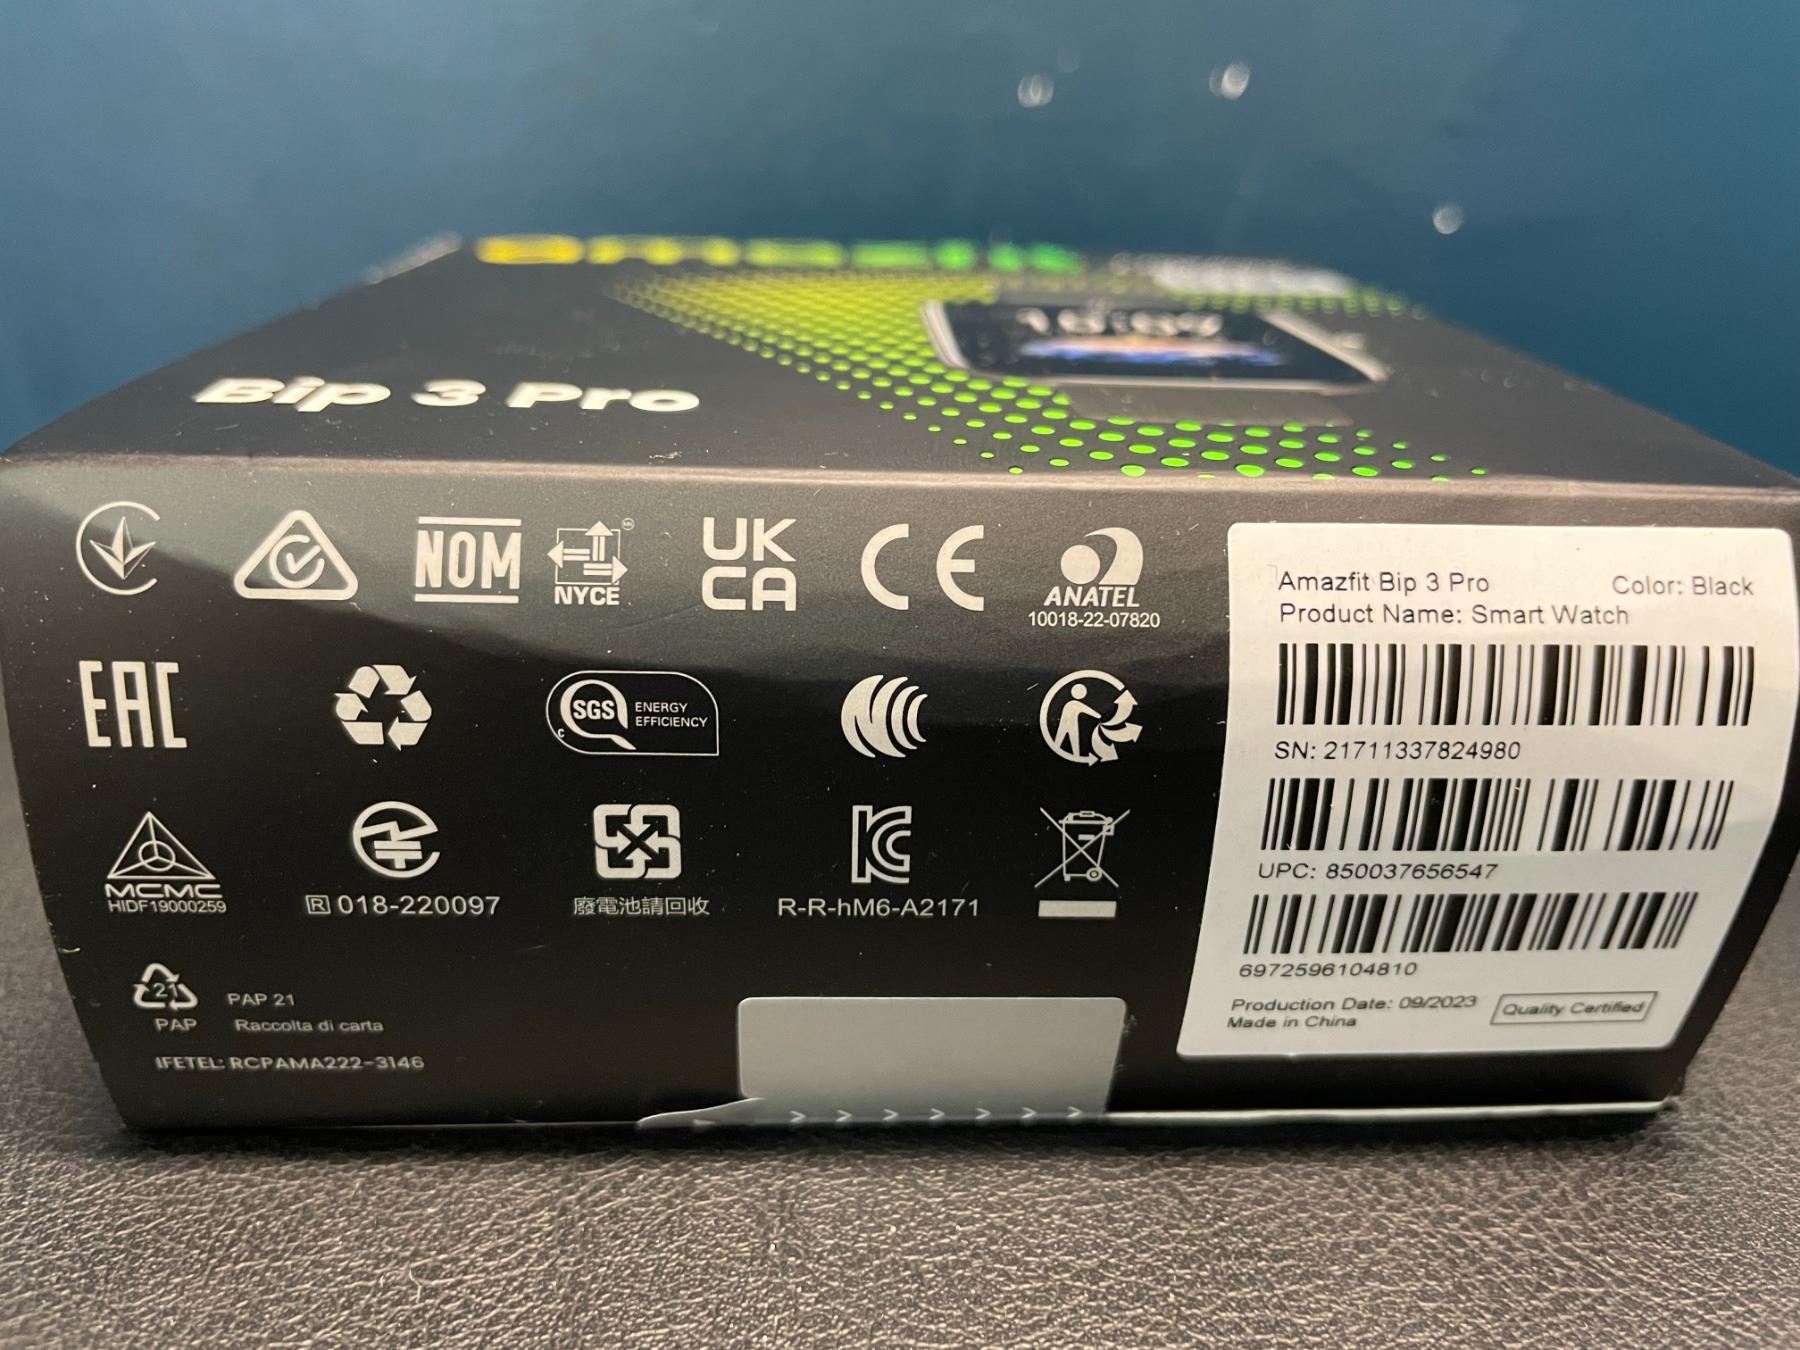 amazfit
Bip 3 Pro
NOM
NYCE
UK
CA
CE
ANATEL
10018-22-07820
EAC
SGS
ENERGY
EFFICIENCY
C
MCMC
HIDF19000259
R 018-220097
廢電池請回收
R-R-hM6-A2171
21
PAP
PAP 21
Raccolta di carta
IFETEL: RCPAMA222-3146
Amazfit Bip 3 Pro Color: Black
Product Name: Smart Watch
SN: 21711337824980
UPC: 850037656547
6972596104810
Production Date: 09/2023
Made in China
Quality Certified